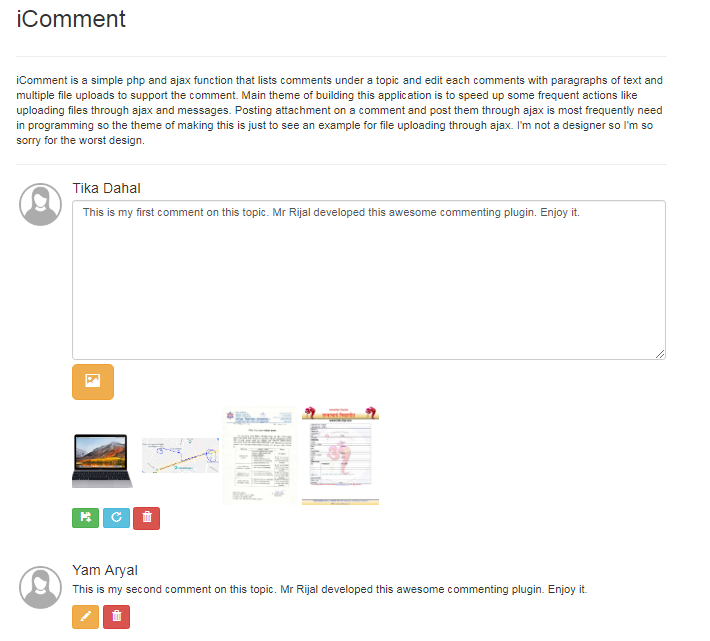 iComment
iComment is a simple php and ajax function that lists comments under a topic and edit each comments with paragraphs of text and
multiple file uploads to support the comment. Main theme of building this application is to speed up some frequent actions like
uploading files through ajax and messages. Posting attachment on a comment and post them through ajax is most frequently need
in programming so the theme of making this is just to see an example for file uploading through ajax. I'm not a designer so I'm so
sorry for the worst design.
Tika Dahal
This is my first comment on this topic. Mr Rijal developed this awesome commenting plugin. Enjoy it.
Yam Aryal
This is my second comment on this topic. Mr Rijal developed this awesome commenting plugin. Enjoy it.